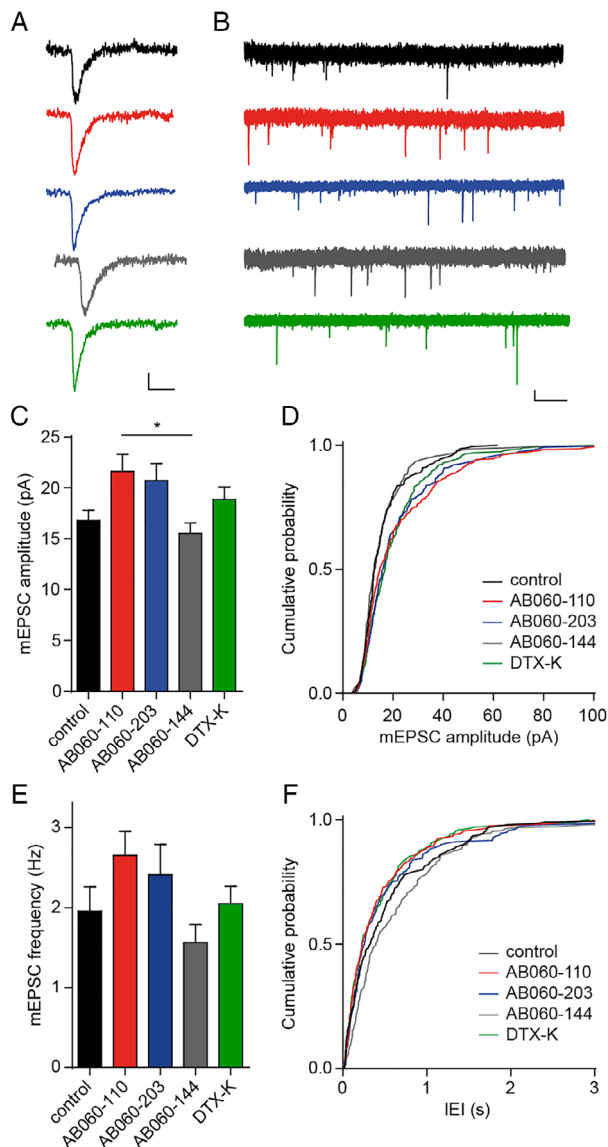 A
B
C
*
mEPSC amplitude (pA)
25
20
15
10
5
0
control
AB060-110
AB060-203
AB060-144
DTX-K
D
Cumulative probability
1.0
0.5
0.0
control
AB060-110
AB060-203
AB060-144
DTX-K
0 20 40 60 80 100
mEPSC amplitude (pA)
E
mEPSC frequency (Hz)
3
2
1
0
control
AB060-110
AB060-203
AB060-144
DTX-K
F
Cumulative probability
1.0
0.5
0.0
control
AB060-110
AB060-203
AB060-144
DTX-K
0 1 2 3
IEI (s)